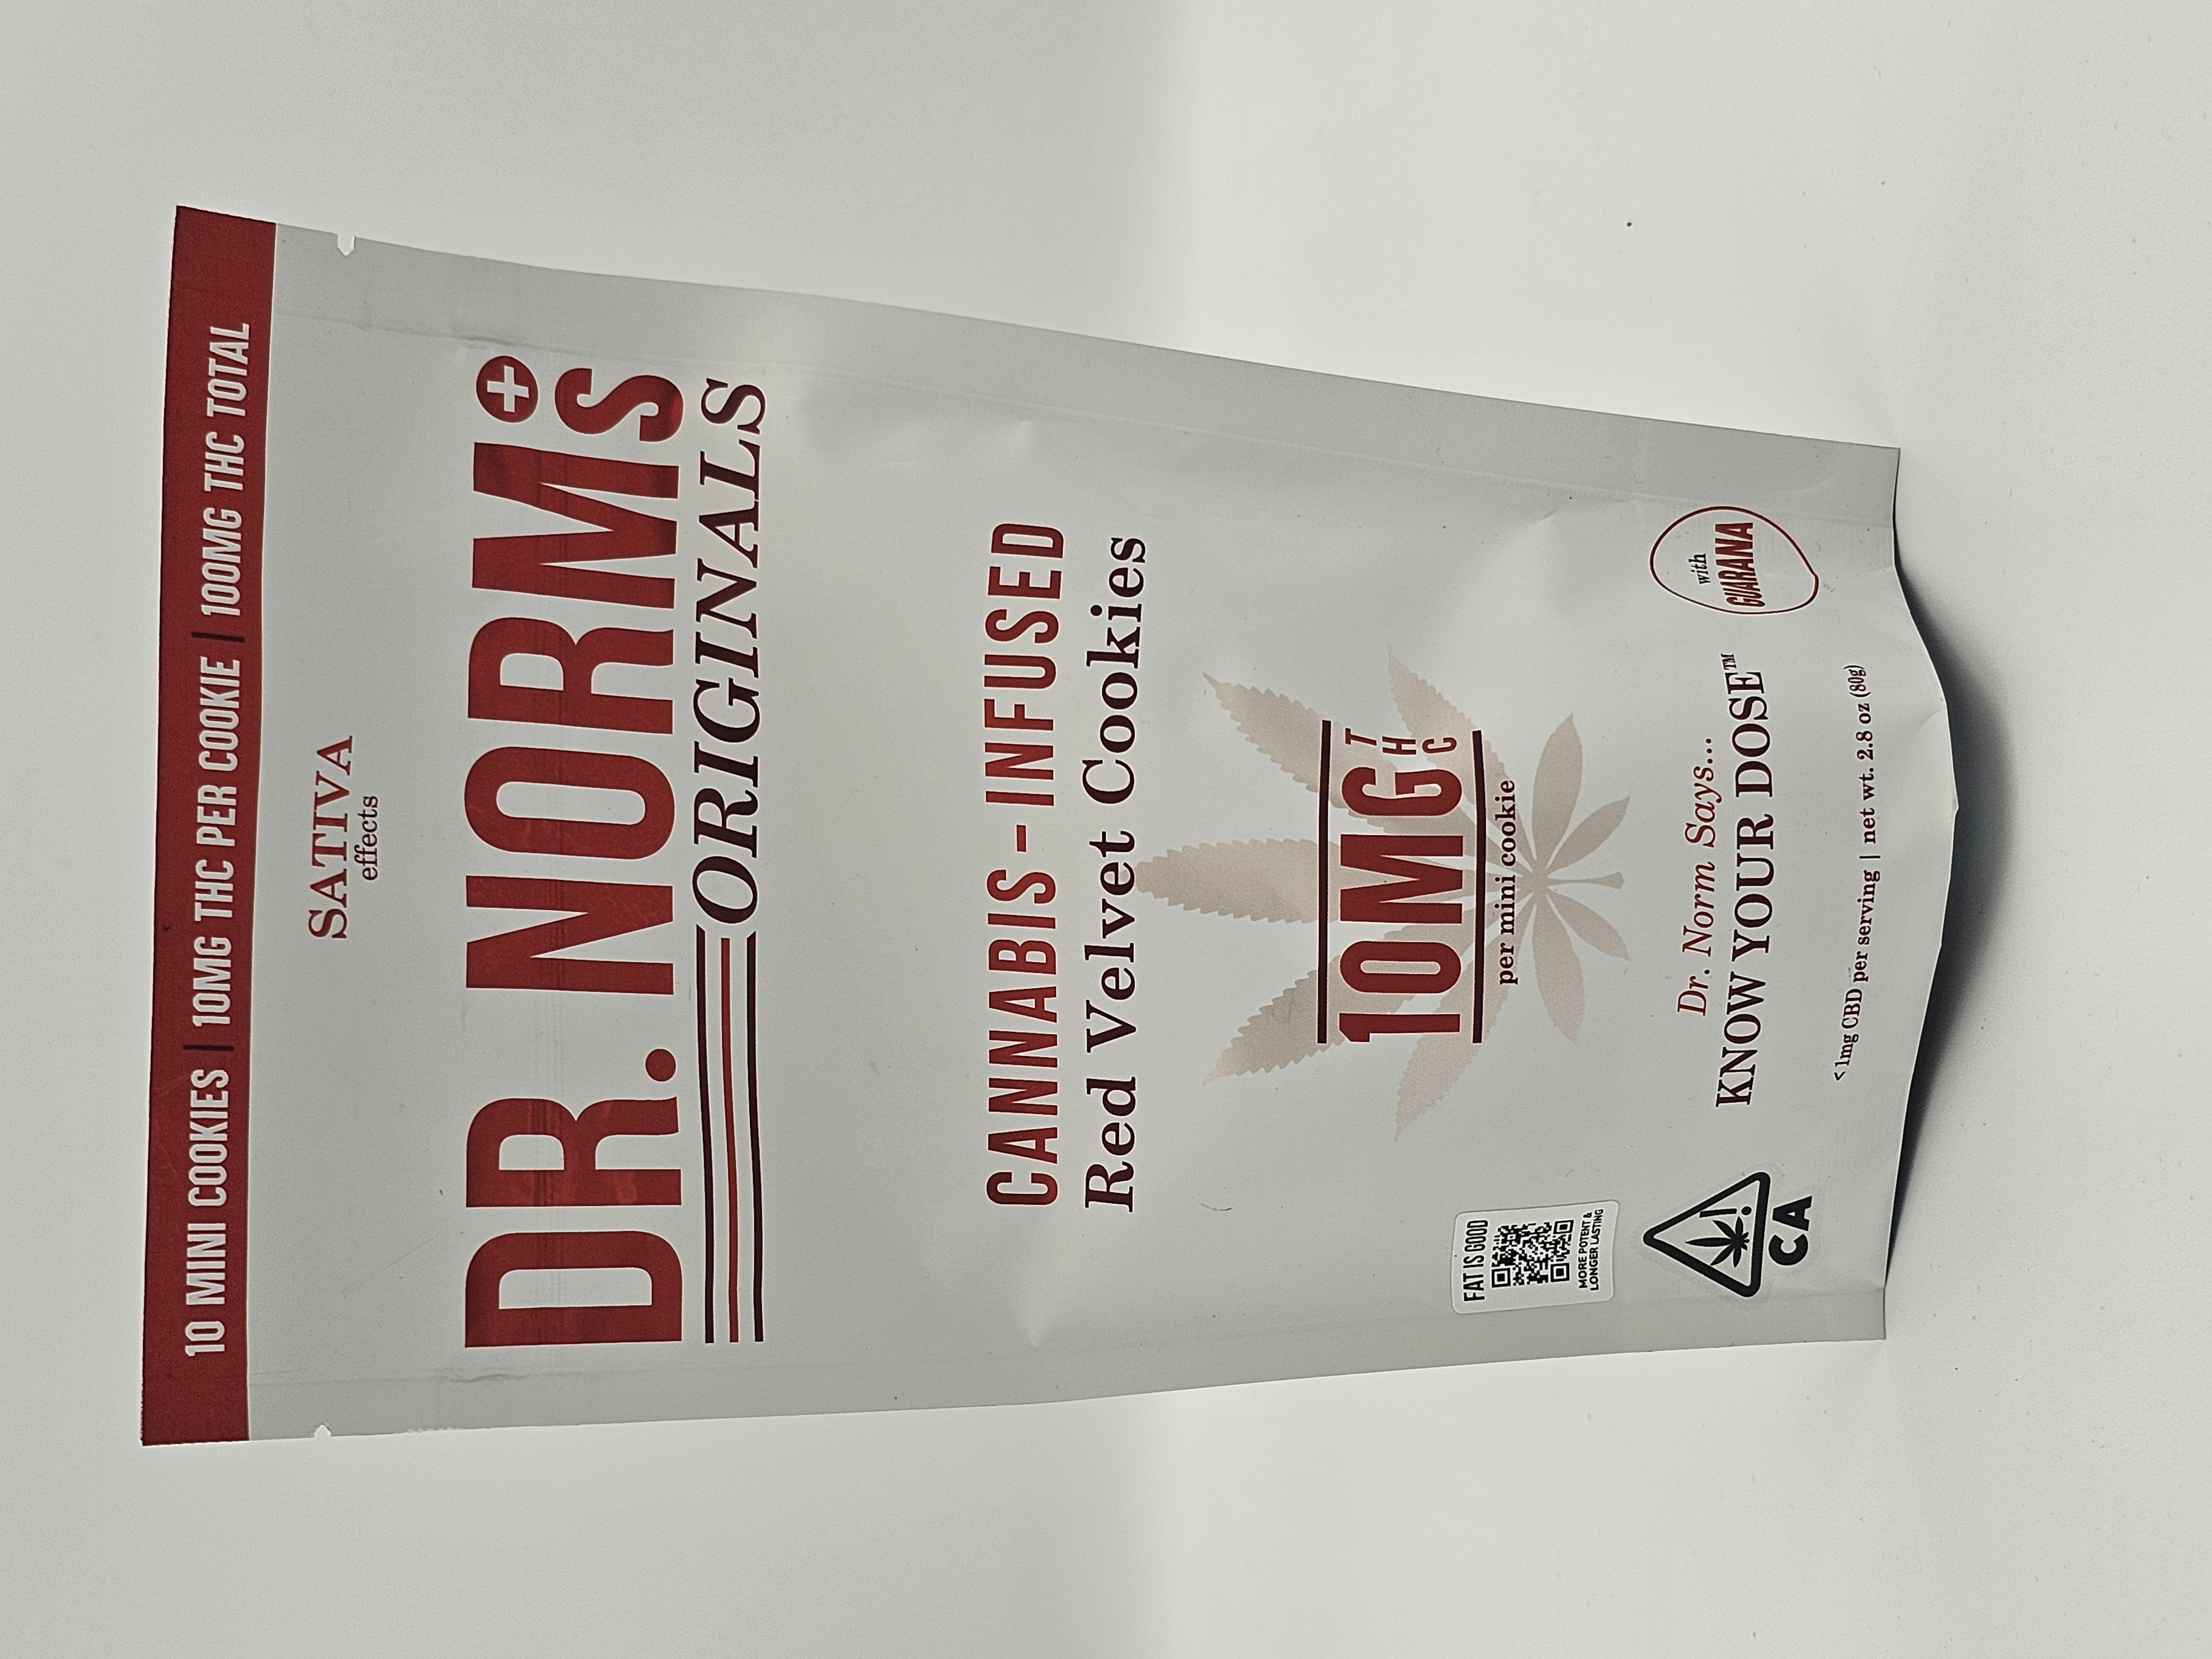 10 MINI COOKIES | 10MG THC PER COOKIE | 100MG THC TOTAL
SATIVA
effects
DR. NORM'S
ORIGINALS
CANNABIS-INFUSED
Red Velvet Cookies
10MG THC
per mini cookie
FAT IS GOOD
MORE POTENT &
LONGER LASTING
Dr. Norm Says...
KNOW YOUR DOSE™
with
GUARANA
CA
<1mg CBD per serving | net wt. 2.8 oz (80g)